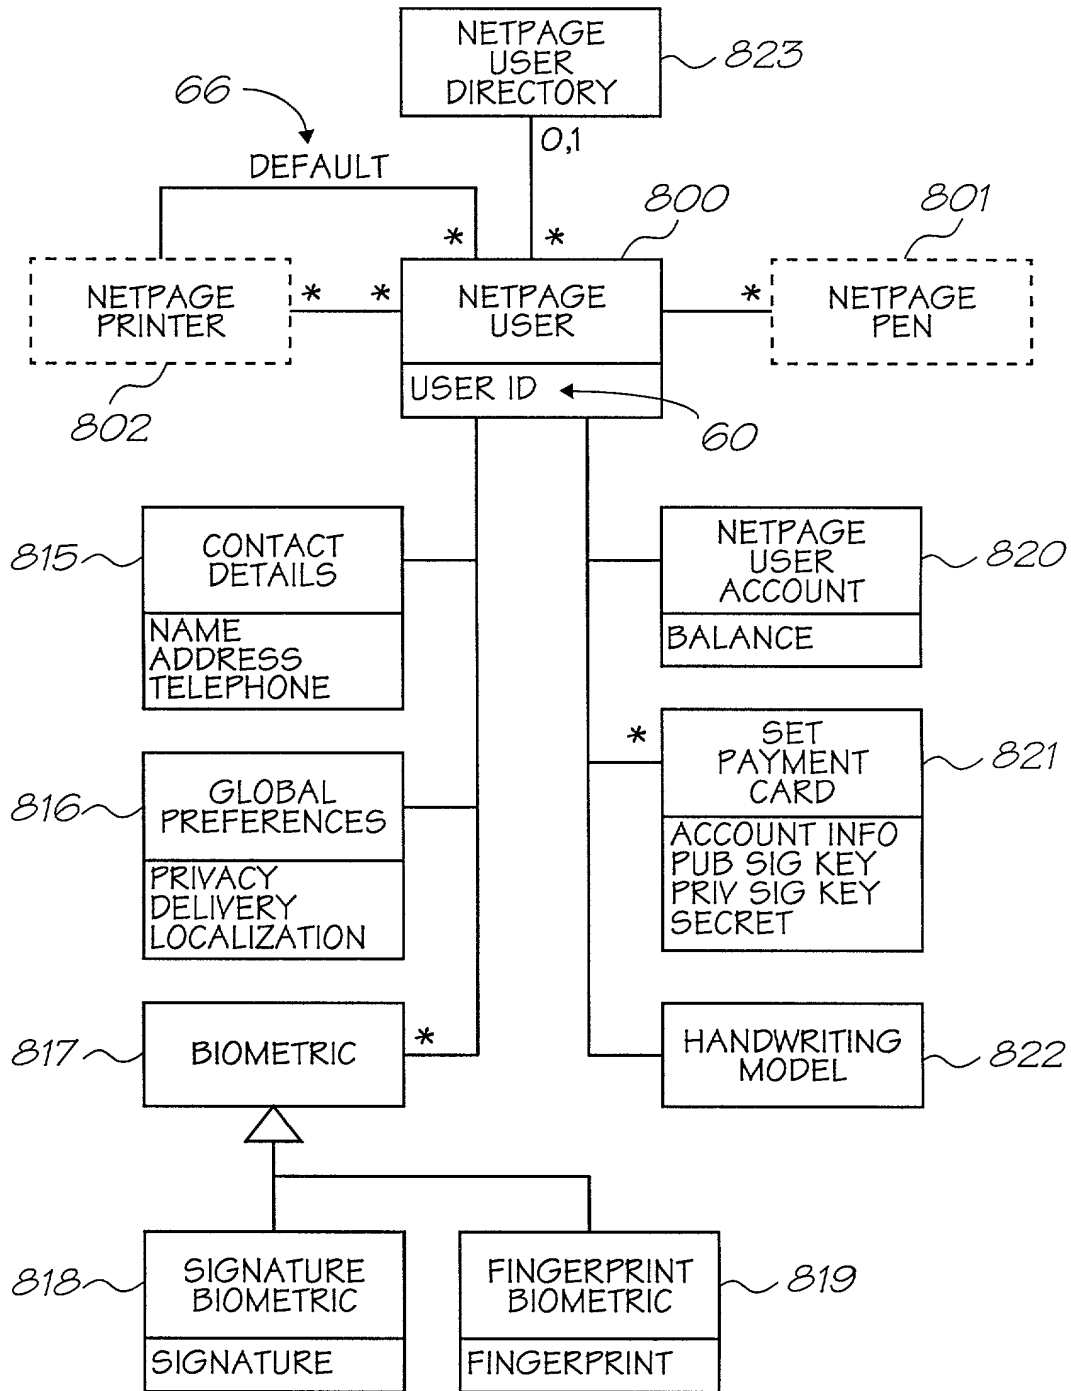 NETPAGE
USER
DIRECTORY
823
66
0,1
DEFAULT
800
801
*
*
NETPAGE
PRINTER
*
*
NETPAGE
USER
*
NETPAGE
PEN
802
USER ID
60
815
CONTACT
DETAILS
NAME
ADDRESS
TELEPHONE
NETPAGE
USER
ACCOUNT
820
BALANCE
816
GLOBAL
PREFERENCES
PRIVACY
DELIVERY
LOCALIZATION
*
SET
PAYMENT
CARD
821
ACCOUNT INFO
PUB SIG KEY
PRIV SIG KEY
SECRET
817
BIOMETRIC
*
HANDWRITING
MODEL
822
818
SIGNATURE
BIOMETRIC
SIGNATURE
FINGERPRINT
BIOMETRIC
819
FINGERPRINT